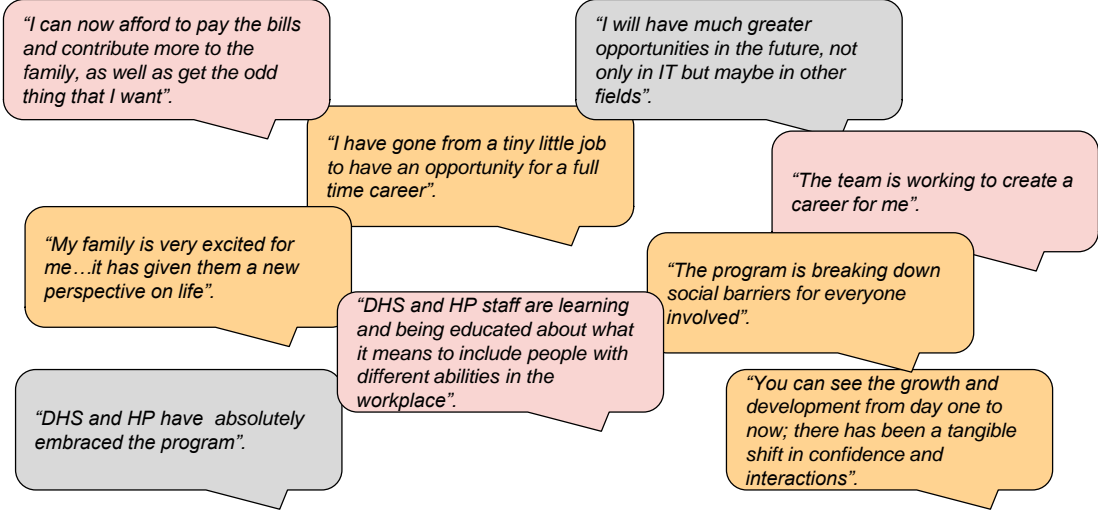 “I can now afford to pay the bills
and contribute more to the
family, as well as get the odd
thing that I want”.
“I will have much greater
opportunities in the future, not
only in IT but maybe in other
fields”.
“I have gone from a tiny little job
to have an opportunity for a full
time career”.
“The team is working to create a
career for me”.
“My family is very excited for
me…it has given them a new
perspective on life”.
“The program is breaking down
social barriers for everyone
involved”.
“DHS and HP staff are learning
and being educated about what
it means to include people with
different abilities in the
workplace”.
“DHS and HP have absolutely
embraced the program”.
“You can see the growth and
development from day one to
now; there has been a tangible
shift in confidence and
interactions”.